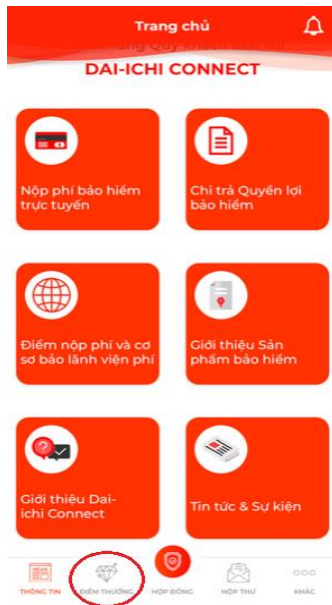 Trang chủ
DAI-ICHI CONNECT
Nộp phí bảo hiểm
trực tuyến
Chi trả Quyền lợi
bảo hiểm
Điểm nộp phí và cơ
sở bảo lãnh viện phí
Giới thiệu Sản
phẩm bảo hiểm
Giới thiệu Dai-
ichi Connect
Tin tức & Sự kiện
NEWS
THÔNG TIN
ĐIỂM THƯỞNG
HỢP ĐỒNG
HỘP THƯ
KHÁC